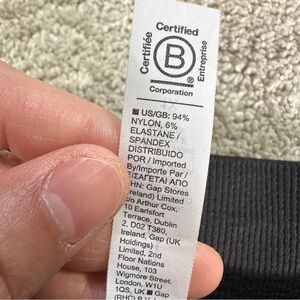 Certified
Certifiée
B
®
Entreprise
Corporation
■ US/GB: 94%
NYLON, 6%
ELASTANE /
SPANDEX
DISTRIBUIDO
POR / Imported
By/Importe Par /
ΕΙΣΑΓΕΤΑΙ ΑΠΟ
HN: Gap Stores
(Ireland) Limited
c/o Arthur Cox,
10 Earlsfort
Terrace, Dublin
2, D02 T380,
Ireland, Gap (UK
Holdings)
Limited, 2nd
Floor Nations
House, 103
Wigmore Street,
London, W1U
1QS, UK ■ Gap
(RHC) B.V.